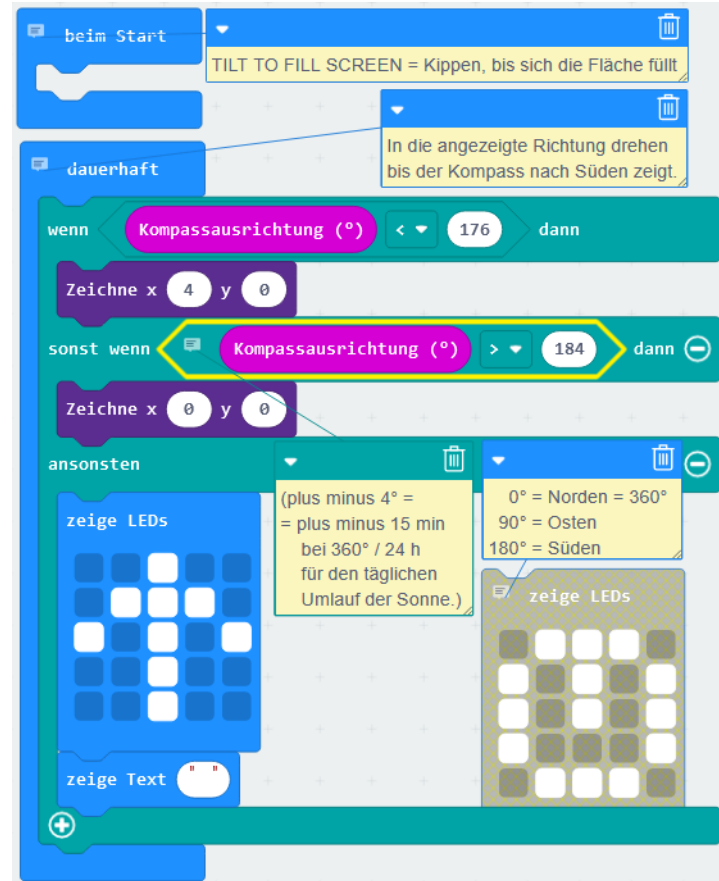 beim Start
TILT TO FILL SCREEN = Kippen, bis sich die Fläche füllt
In die angezeigte Richtung drehen
bis der Kompass nach Süden zeigt.
dauerhaft
wenn Kompassausrichtung (°) < 176 dann
Zeichne x 4 y 0
sonst wenn Kompassausrichtung (°) > 184 dann
Zeichne x 0 y 0
ansonsten
(plus minus 4° =
= plus minus 15 min
bei 360° / 24 h
für den täglichen
Umlauf der Sonne.)
0° = Norden = 360°
90° = Osten
180° = Süden
zeige LEDs
zeige LEDs
zeige Text " "